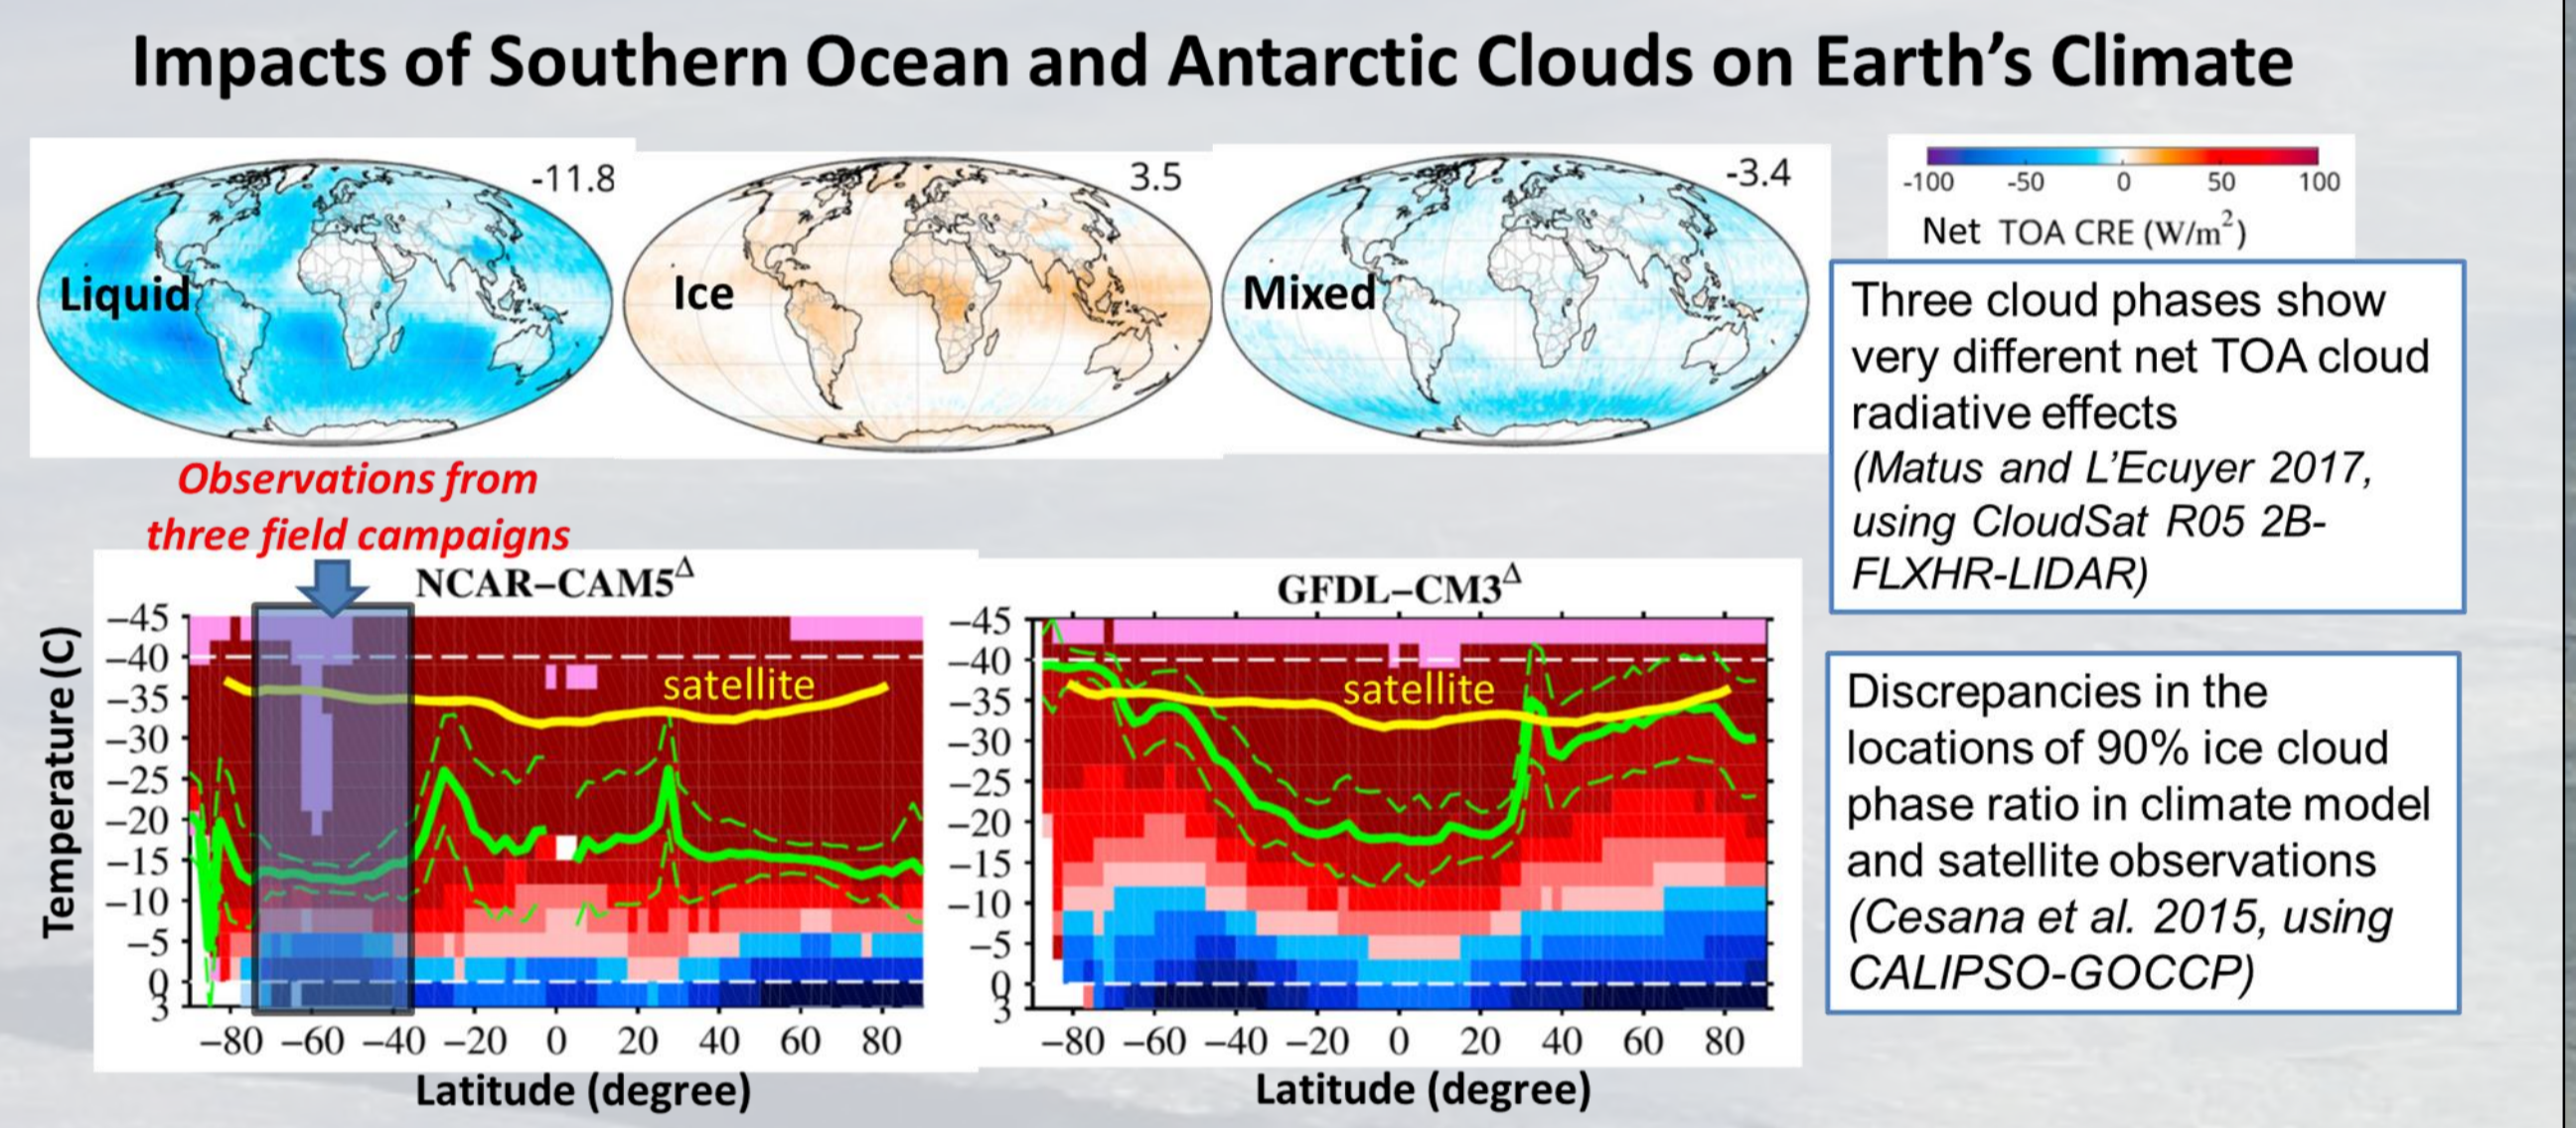 Impacts of Southern Ocean and Antarctic Clouds on Earth's Climate
-11.8
Liquid
3.5
Ice
-3.4
Mixed
-100 -50 0 50 100
Net TOA CRE (W/m²)
Three cloud phases show
very different net TOA cloud
radiative effects
(Matus and L'Ecuyer 2017,
using CloudSat R05 2B-
FLXHR-LIDAR)
Observations from
three field campaigns
NCAR–CAM5Δ
Temperature (C)
−45
−40
−35
−30
−25
−20
−15
−10
−5
0
3
satellite
−80 −60 −40 −20 0 20 40 60 80
Latitude (degree)
GFDL–CM3Δ
−45
−40
−35
−30
−25
−20
−15
−10
−5
0
3
satellite
−80 −60 −40 −20 0 20 40 60 80
Latitude (degree)
Discrepancies in the
locations of 90% ice cloud
phase ratio in climate model
and satellite observations
(Cesana et al. 2015, using
CALIPSO-GOCCP)